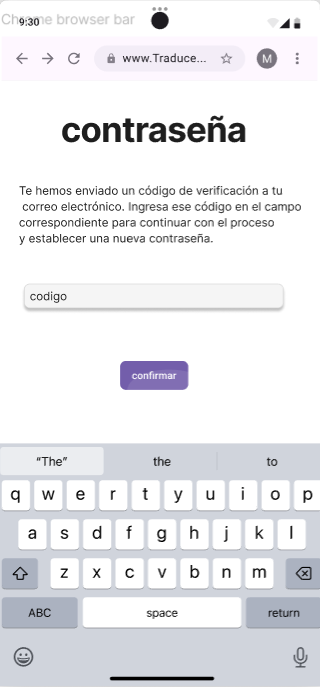 Chrome browser bar
9:30
www.Traduce...
M
contraseña
Te hemos enviado un código de verificación a tu
correo electrónico. Ingresa ese código en el campo
correspondiente para continuar con el proceso
y establecer una nueva contraseña.
codigo
confirmar
“The” the to
q w e r t y u i o p
a s d f g h j k l
z x c v b n m
ABC space return